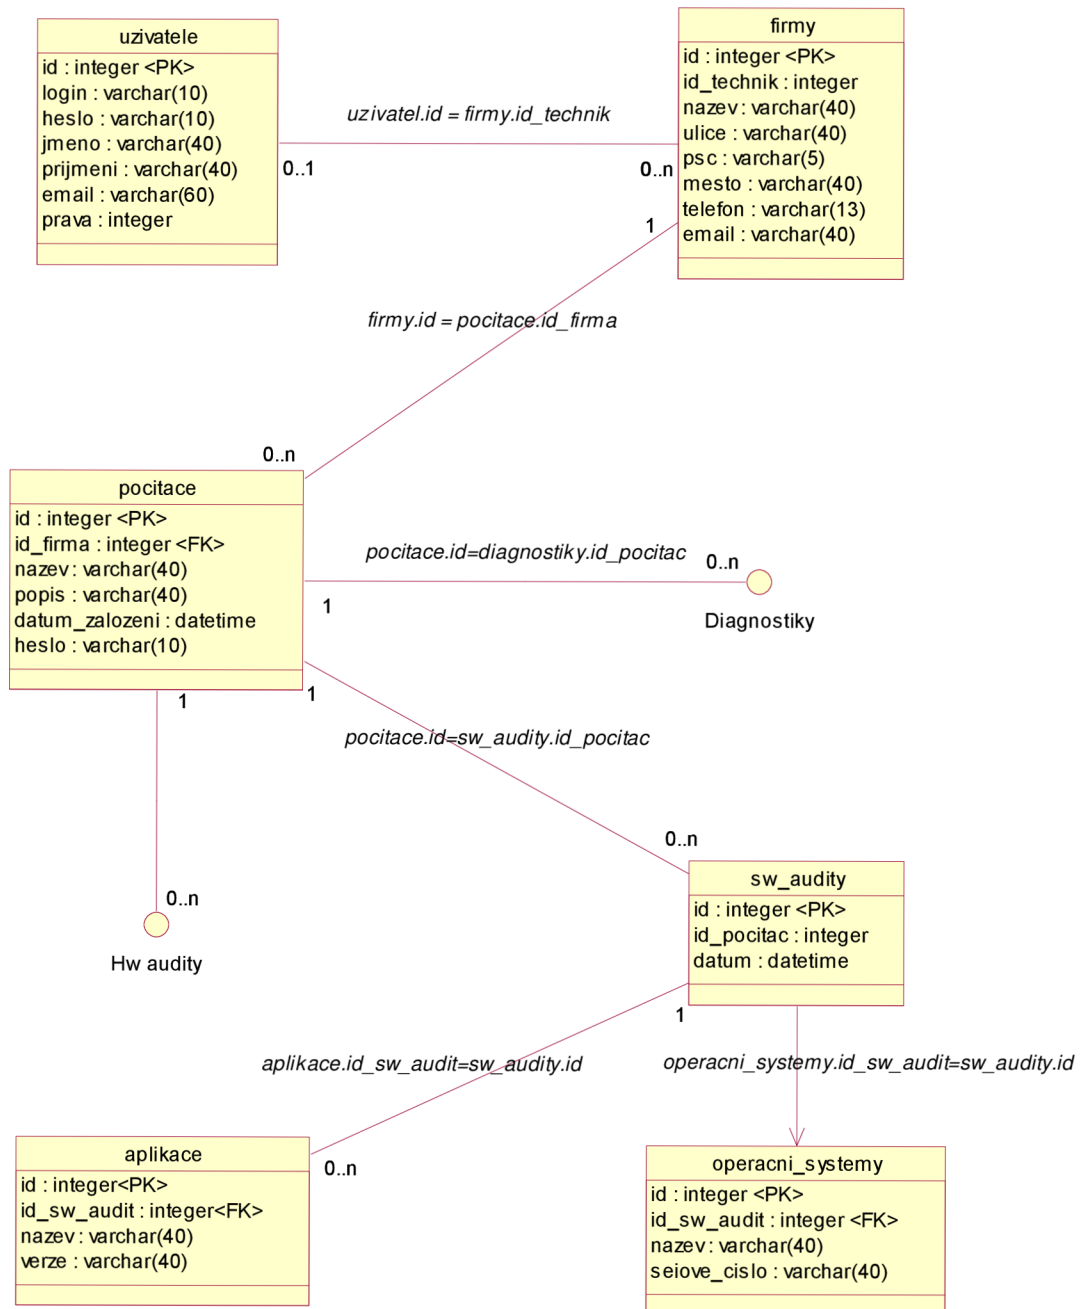 uzivatele
id : integer <PK>
login : varchar(10)
heslo : varchar(10)
jmeno : varchar(40)
prijmeni : varchar(40)
email : varchar(60)
prava : integer
uzivatel.id = firmy.id_technik
0..1
0..n
firmy
id : integer <PK>
id_technik : integer
nazev : varchar(40)
ulice : varchar(40)
psc : varchar(5)
mesto : varchar(40)
telefon : varchar(13)
email : varchar(40)
1
firmy.id = pocitace.id_firma
0..n
pocitace
id : integer <PK>
id_firma : integer <FK>
nazev : varchar(40)
popis : varchar(40)
datum_zalozeni : datetime
heslo : varchar(10)
pocitace.id=diagnostiky.id_pocitac
0..n
1
Diagnostiky
1
1
pocitace.id=sw_audity.id_pocitac
0..n
0..n
Hw audity
sw_audity
id : integer <PK>
id_pocitac : integer
datum : datetime
1
aplikace.id_sw_audit=sw_audity.id
operacni_systemy.id_sw_audit=sw_audity.id
0..n
aplikace
id : integer<PK>
id_sw_audit : integer<FK>
nazev : varchar(40)
verze : varchar(40)
operacni_systemy
id : integer <PK>
id_sw_audit : integer <FK>
nazev : varchar(40)
seiove_cislo : varchar(40)